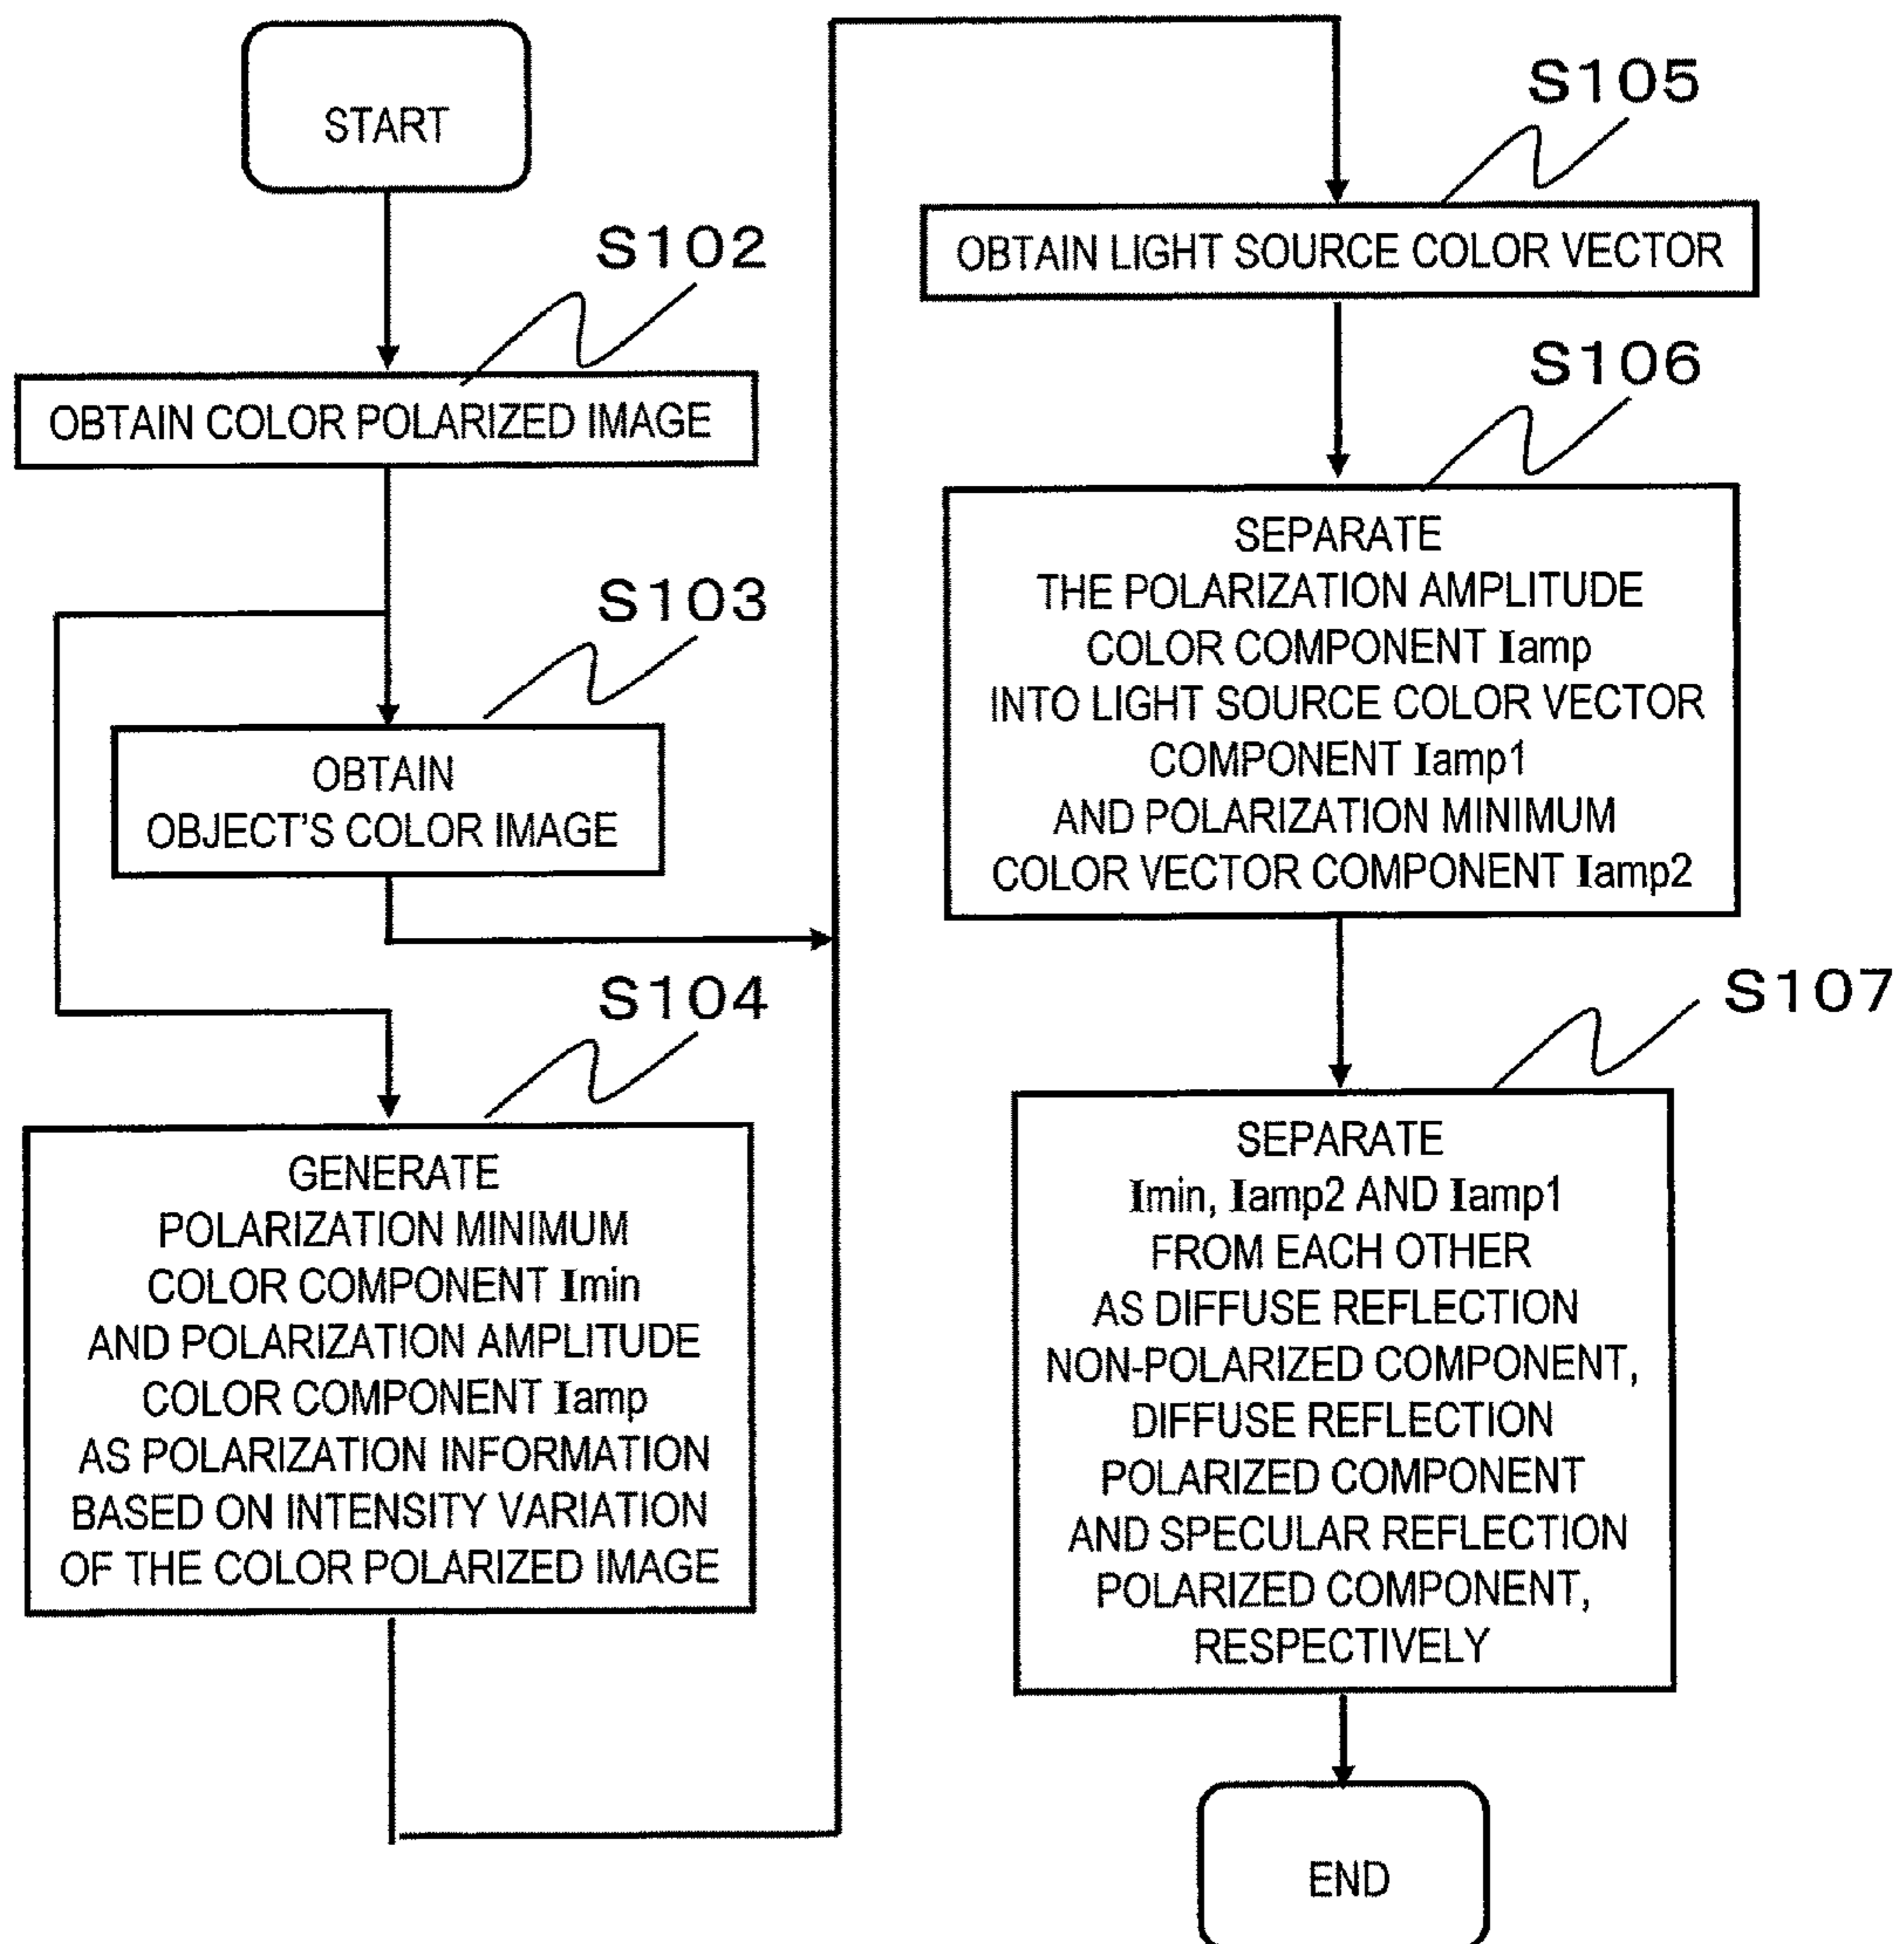 START
S102
OBTAIN COLOR POLARIZED IMAGE
S103
OBTAIN
OBJECT'S COLOR IMAGE
S104
GENERATE
POLARIZATION MINIMUM
COLOR COMPONENT Imin
AND POLARIZATION AMPLITUDE
COLOR COMPONENT Iamp
AS POLARIZATION INFORMATION
BASED ON INTENSITY VARIATION
OF THE COLOR POLARIZED IMAGE
S105
OBTAIN LIGHT SOURCE COLOR VECTOR
S106
SEPARATE
THE POLARIZATION AMPLITUDE
COLOR COMPONENT Iamp
INTO LIGHT SOURCE COLOR VECTOR
COMPONENT Iamp1
AND POLARIZATION MINIMUM
COLOR VECTOR COMPONENT Iamp2
S107
SEPARATE
Imin, Iamp2 AND Iamp1
FROM EACH OTHER
AS DIFFUSE REFLECTION
NON-POLARIZED COMPONENT,
DIFFUSE REFLECTION
POLARIZED COMPONENT
AND SPECULAR REFLECTION
POLARIZED COMPONENT,
RESPECTIVELY
END